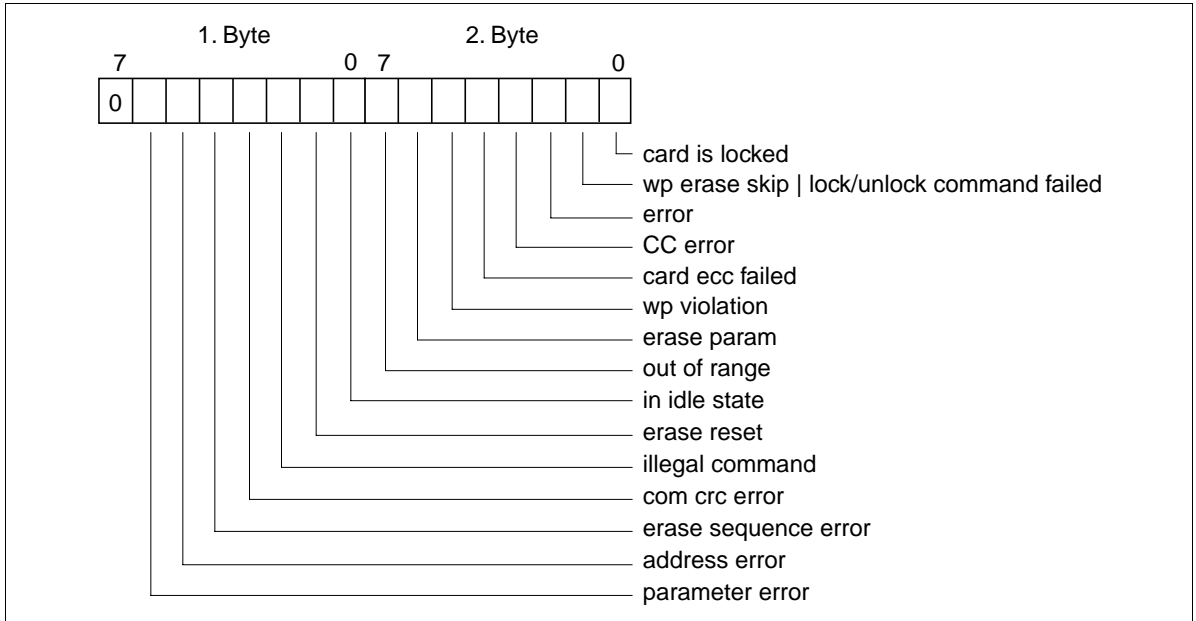 1. Byte 2. Byte
7 0 7 0
0
card is locked
wp erase skip | lock/unlock command failed
error
CC error
card ecc failed
wp violation
erase param
out of range
in idle state
erase reset
illegal command
com crc error
erase sequence error
address error
parameter error